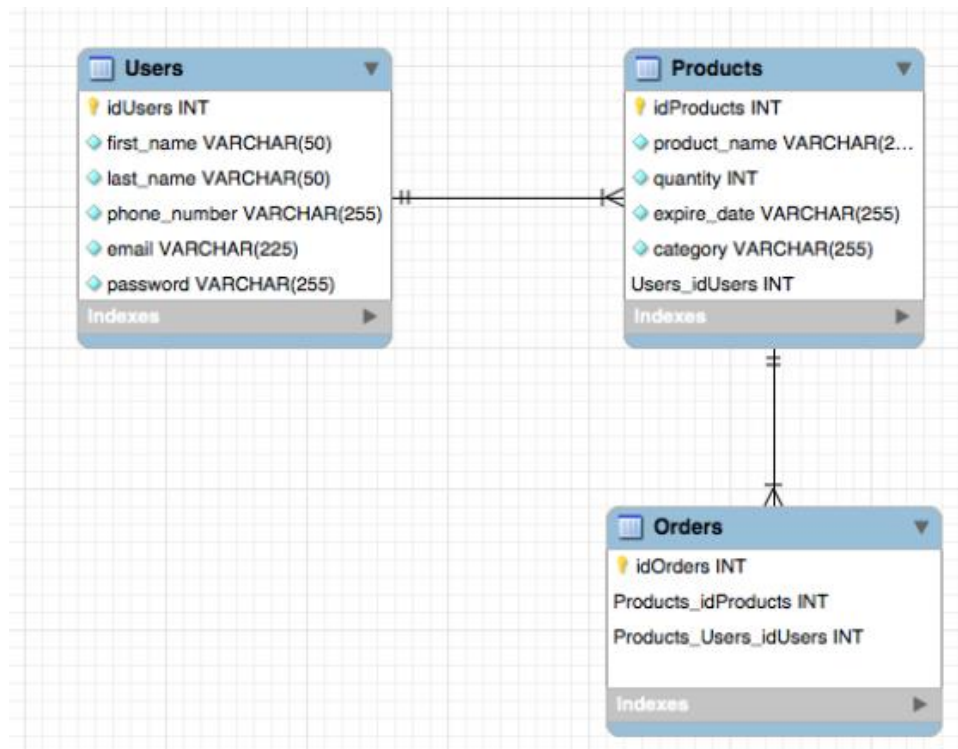 Users
idUsers INT
first_name VARCHAR(50)
last_name VARCHAR(50)
phone_number VARCHAR(255)
email VARCHAR(225)
password VARCHAR(255)
Indexes
Products
idProducts INT
product_name VARCHAR(2...
quantity INT
expire_date VARCHAR(255)
category VARCHAR(255)
Users_idUsers INT
Indexes
Orders
idOrders INT
Products_idProducts INT
Products_Users_idUsers INT
Indexes